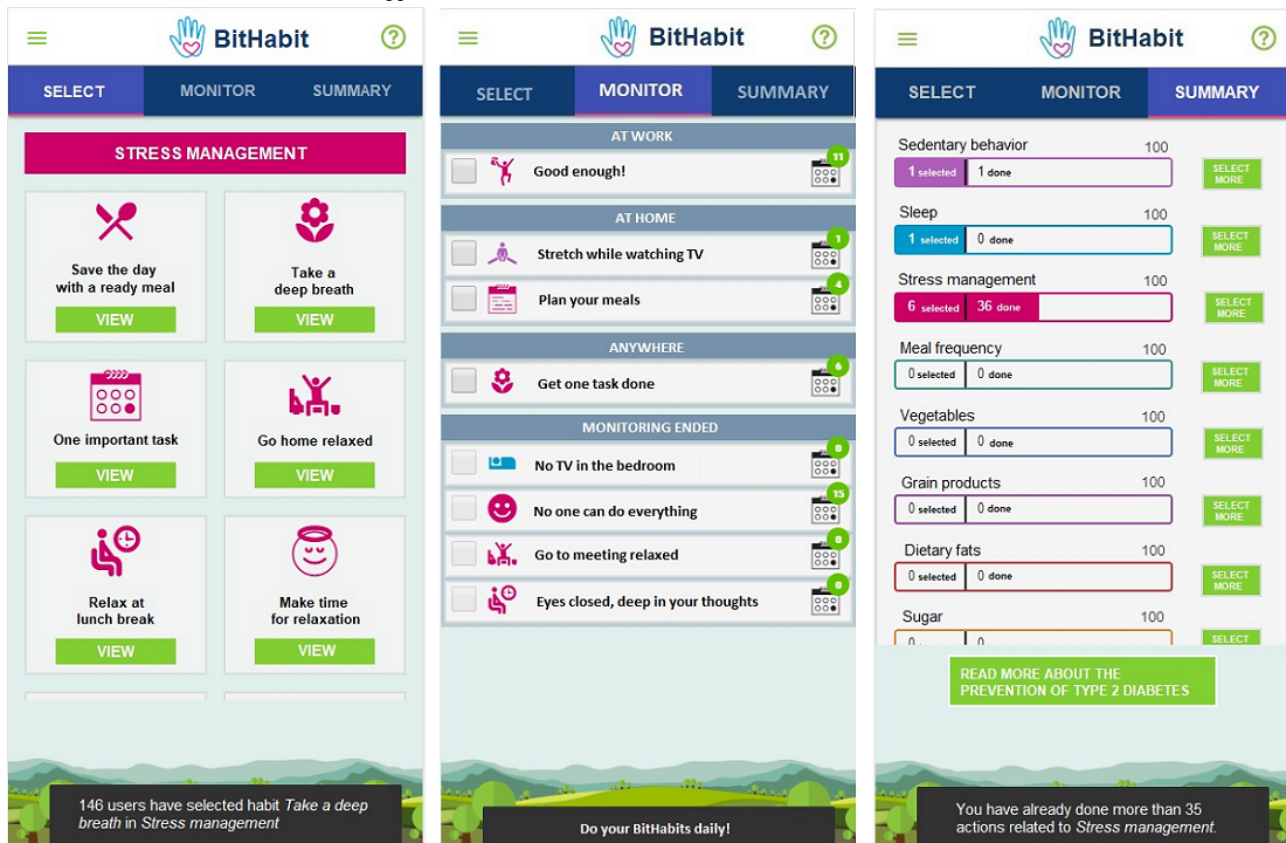 BitHabit
SELECT MONITOR SUMMARY
STRESS MANAGEMENT
Save the day
with a ready meal
VIEW
Take a
deep breath
VIEW
One important task
VIEW
Go home relaxed
VIEW
Relax at
lunch break
VIEW
Make time
for relaxation
VIEW
146 users have selected habit Take a deep
breath in Stress management
BitHabit
SELECT MONITOR SUMMARY
AT WORK
Good enough! 11
AT HOME
Stretch while watching TV 1
Plan your meals 4
ANYWHERE
Get one task done 6
MONITORING ENDED
No TV in the bedroom 0
No one can do everything 15
Go to meeting relaxed 0
Eyes closed, deep in your thoughts 0
Do your BitHabits daily!
BitHabit
SELECT MONITOR SUMMARY
Sedentary behavior 100
1 selected 1 done SELECT
MORE
Sleep 100
1 selected 0 done SELECT
MORE
Stress management 100
6 selected 36 done SELECT
MORE
Meal frequency 100
0 selected 0 done SELECT
MORE
Vegetables 100
0 selected 0 done SELECT
MORE
Grain products 100
0 selected 0 done SELECT
MORE
Dietary fats 100
0 selected 0 done SELECT
MORE
Sugar 100
SELECT
READ MORE ABOUT THE
PREVENTION OF TYPE 2 DIABETES
You have already done more than 35
actions related to Stress management.